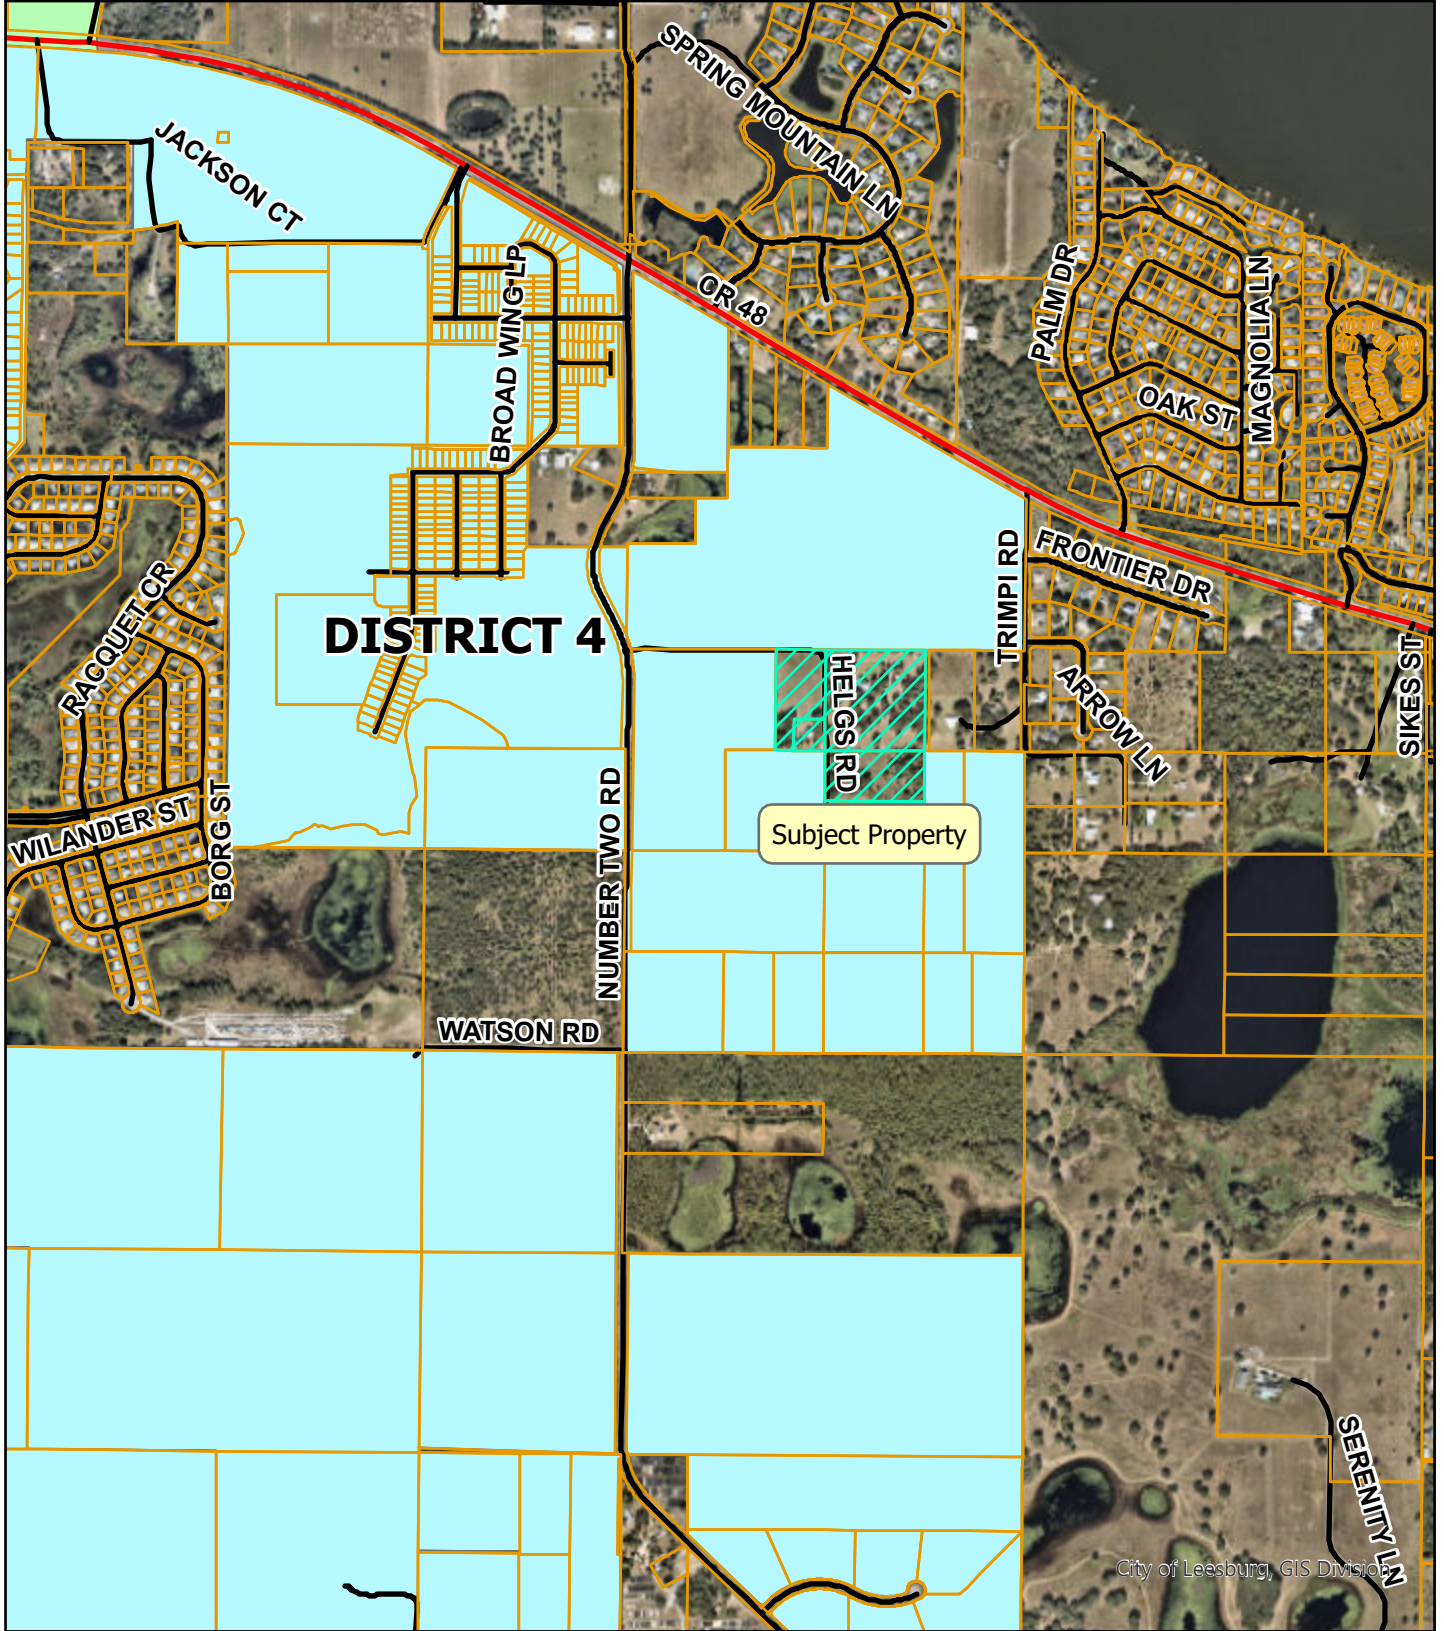 SPRING MOUNTAIN LN
JACKSON CT
BROAD WING LP
CR 48
PALM DR
MAGNOLIA LN
OAK ST
FRONTIER DR
TRIMPI RD
RACQUET CR
DISTRICT 4
HELGS RD
ARROW LN
SIKES ST
NUMBER TWO RD
BORG ST
WILANDER ST
Subject Property
WATSON RD
SERENITY LN
City of Leesburg, GIS Division